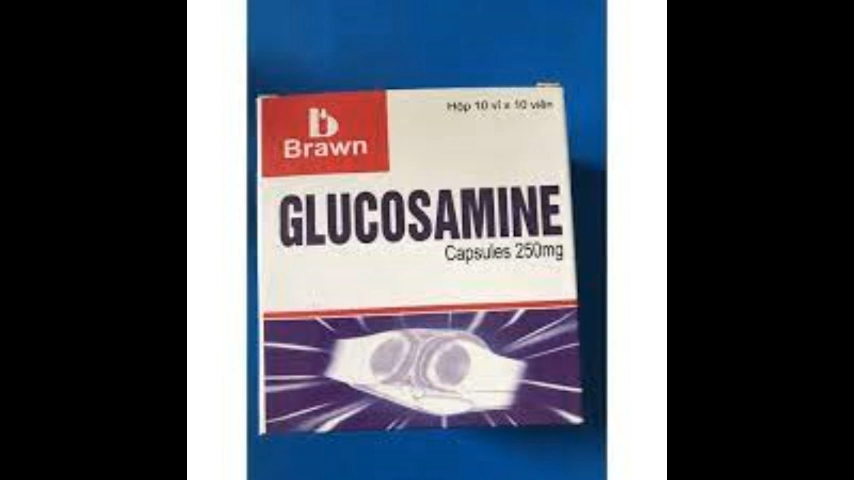 Brawn
Hộp 10 vỉ x 10 viên
GLUCOSAMINE
Capsules 250mg